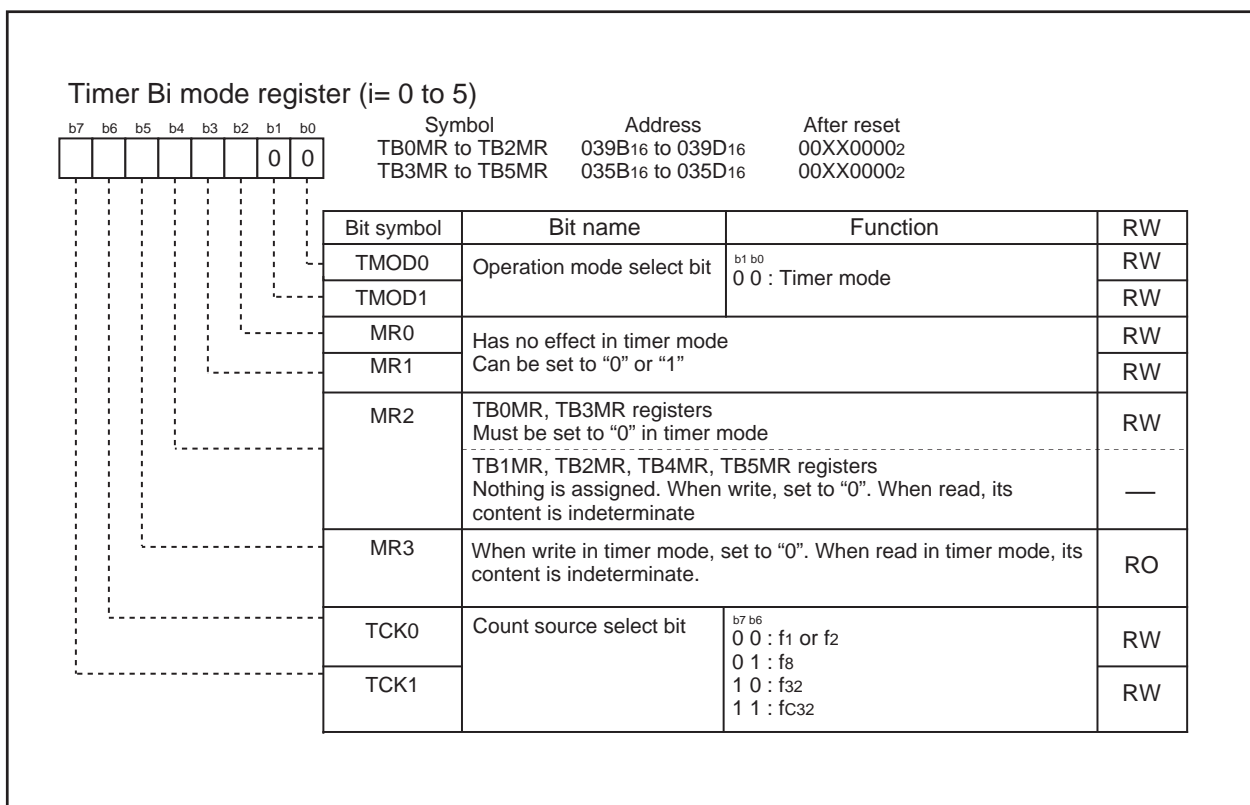 Timer Bi mode register (i= 0 to 5)
b7 b6 b5 b4 b3 b2 b1 b0
0 0
Symbol Address After reset
TB0MR to TB2MR 039B16 to 039D16 00XX00002
TB3MR to TB5MR 035B16 to 035D16 00XX00002
Bit symbol Bit name Function RW
TMOD0 Operation mode select bit b1 b0 RW
0 0 : Timer mode
TMOD1 RW
MR0 Has no effect in timer mode RW
MR1 Can be set to “0” or “1” RW
MR2 TB0MR, TB3MR registers RW
Must be set to “0” in timer mode
TB1MR, TB2MR, TB4MR, TB5MR registers
Nothing is assigned. When write, set to “0”. When read, its —
content is indeterminate
MR3 When write in timer mode, set to “0”. When read in timer mode, its RO
content is indeterminate.
TCK0 Count source select bit b7 b6 RW
0 0 : f1 or f2
0 1 : f8
TCK1 1 0 : f32 RW
1 1 : fC32